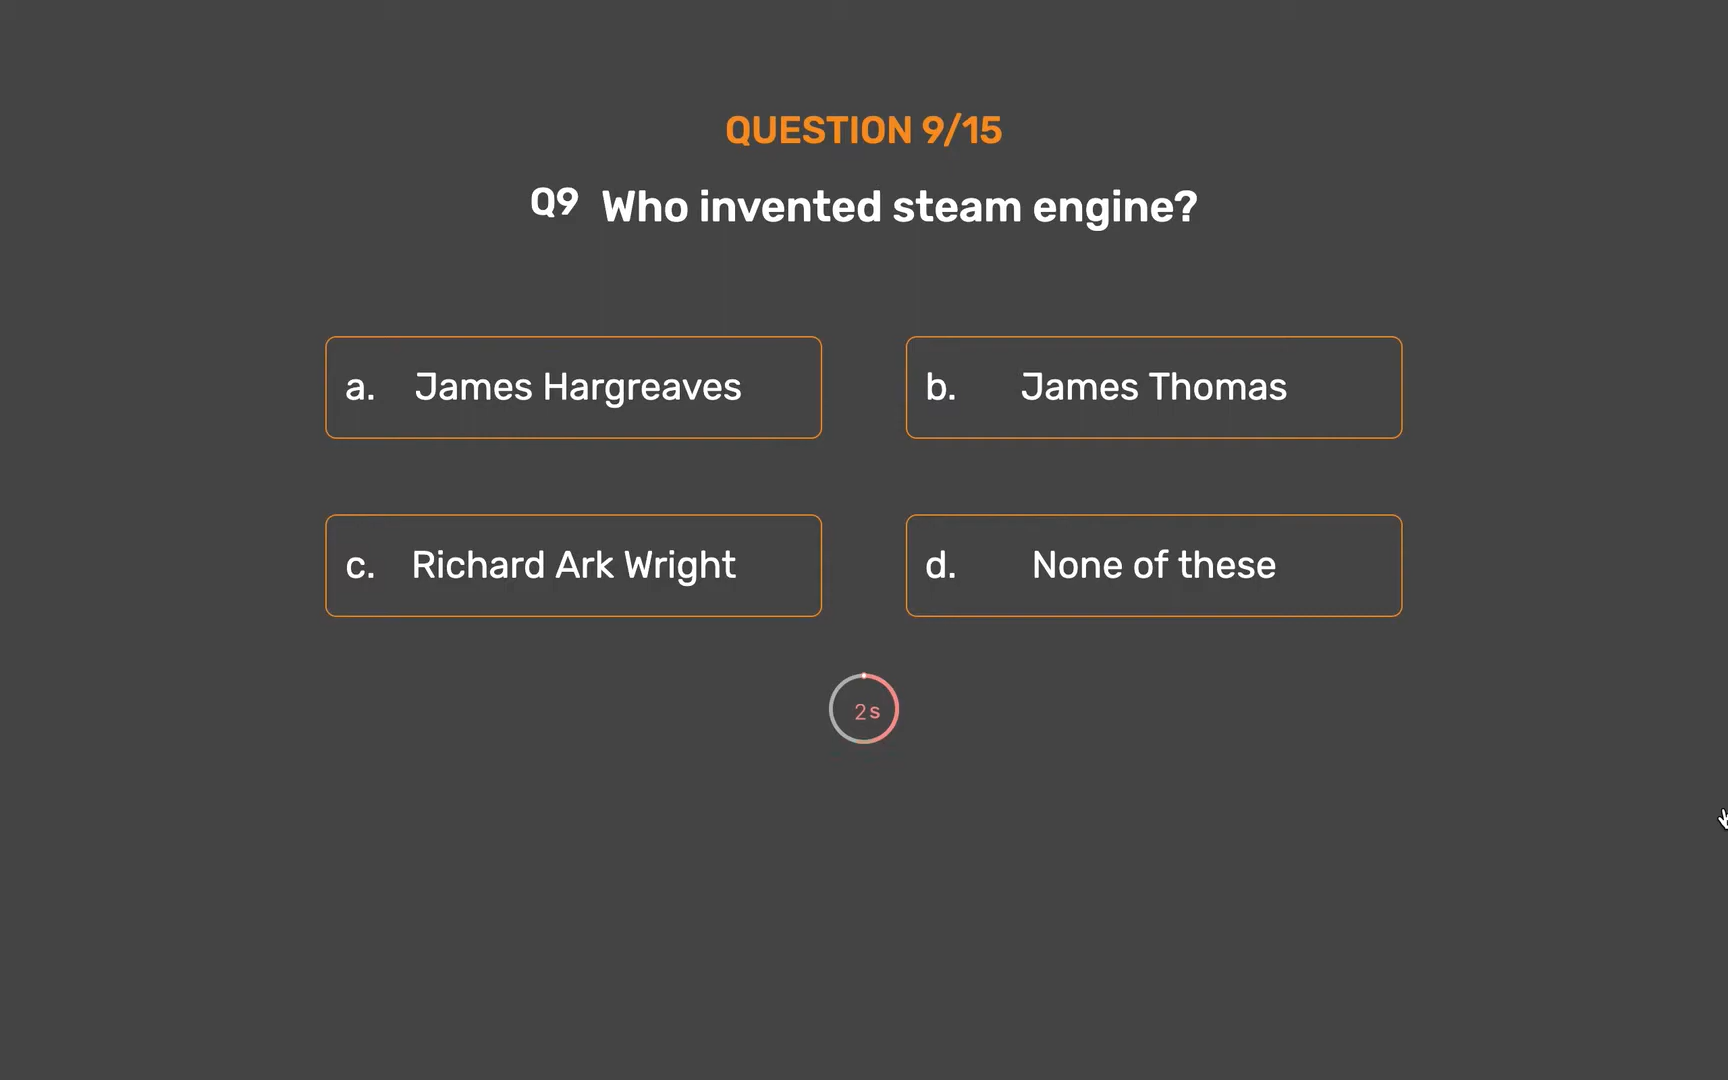 QUESTION 9/15
Q9 Who invented steam engine?
a. James Hargreaves
b. James Thomas
c. Richard Ark Wright
d. None of these
2s